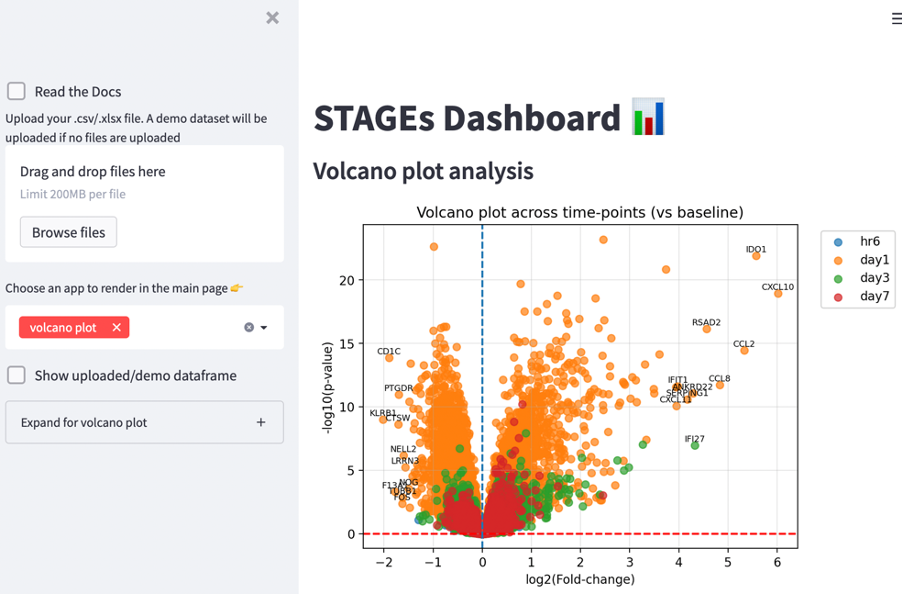 Read the Docs
Upload your .csv/.xlsx file. A demo dataset will be
uploaded if no files are uploaded
Drag and drop files here
Limit 200MB per file
Browse files
Choose an app to render in the main page 👉
volcano plot
Show uploaded/demo dataframe
Expand for volcano plot
STAGEs Dashboard 📊
Volcano plot analysis
Volcano plot across time-points (vs baseline)
-log10(p-value)
20
15
10
5
0
IDO1
CXCL10
RSAD2
CCL2
CD1C
CCL8
IFIT1
ANKRD22
PTGDR
SERPING1
CXCL11
KLRB1
CTSW
IFI27
NELL2
LRRN3
NOG
TUBB1
FOS
−2
−1
0
1
2
3
4
5
6
log2(Fold-change)
hr6
day1
day3
day7